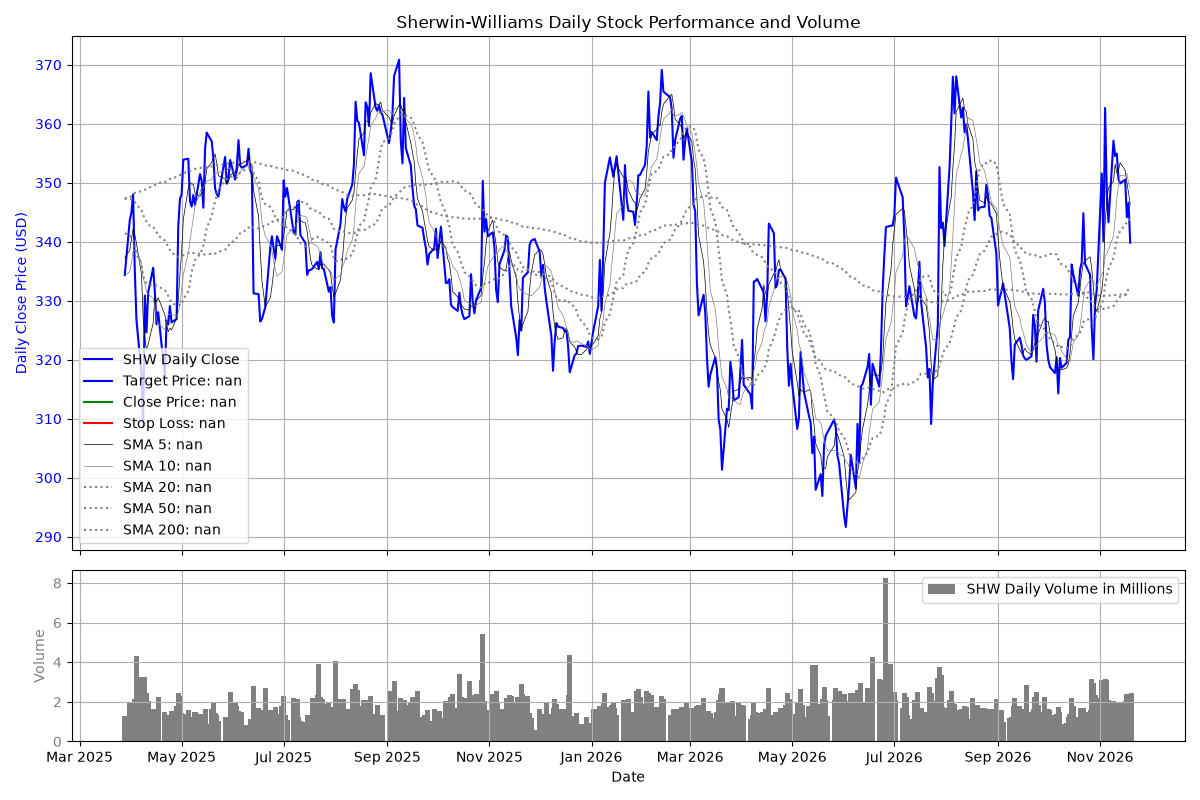 Sherwin-Williams Daily Stock Performance and Volume
Daily Close Price (USD)
370
360
350
340
330
320
310
300
290
SHW Daily Close
Target Price: nan
Close Price: nan
Stop Loss: nan
SMA 5: nan
SMA 10: nan
SMA 20: nan
SMA 50: nan
SMA 200: nan
Volume
8
6
4
2
0
SHW Daily Volume in Millions
Mar 2025 May 2025 Jul 2025 Sep 2025 Nov 2025 Jan 2026 Mar 2026 May 2026 Jul 2026 Sep 2026 Nov 2026
Date